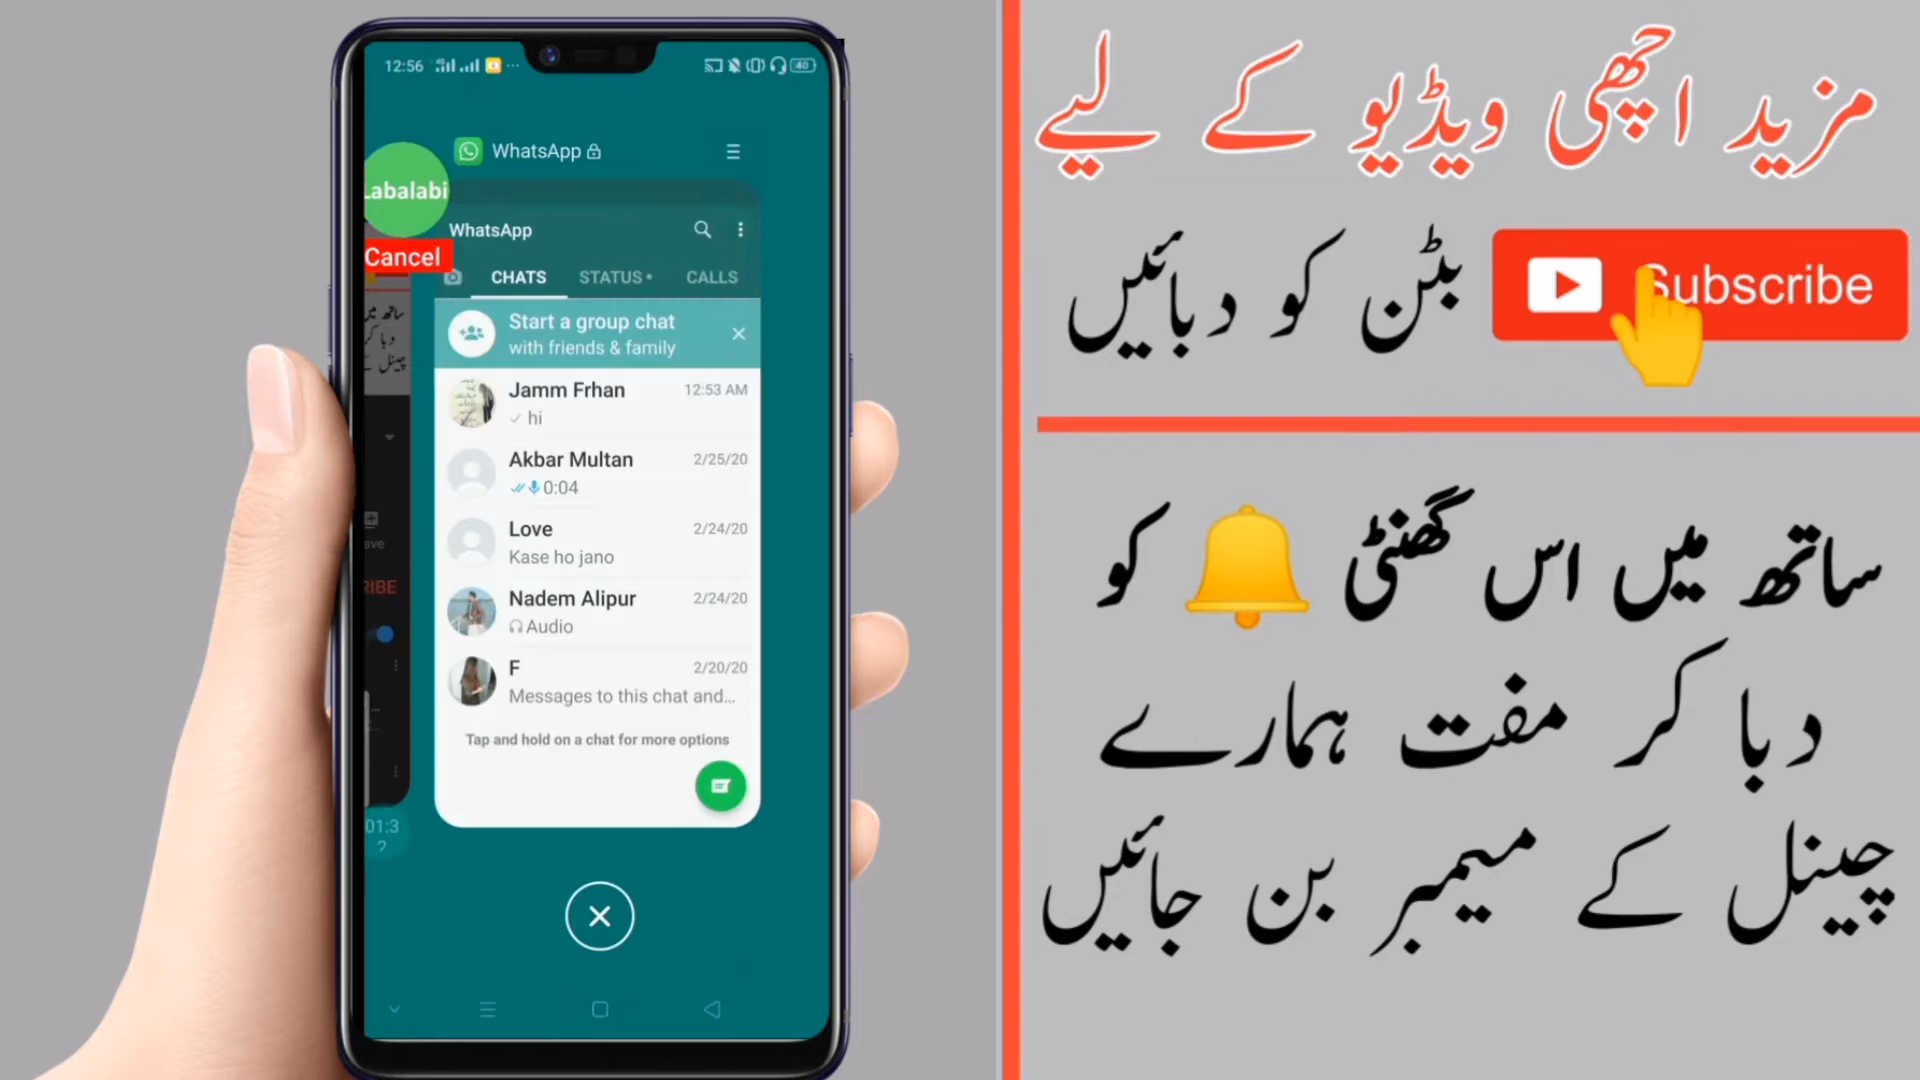 12:56
40
WhatsApp
Labalabi
WhatsApp
Cancel
CHATS STATUS CALLS
Start a group chat
with friends & family
Jamm Frhan 12:53 AM
hi
Akbar Multan 2/25/20
0:04
Love 2/24/20
Kase ho jano
Nadem Alipur 2/24/20
Audio
F 2/20/20
Messages to this chat and...
Tap and hold on a chat for more options
01:3
مزید اچھی ویڈیو کے لیے
بٹن کو دبائیں
Subscribe
ساتھ میں اس گھنٹی کو
دبا کر مفت ہمارے
چینل کے میمبر بن جائیں